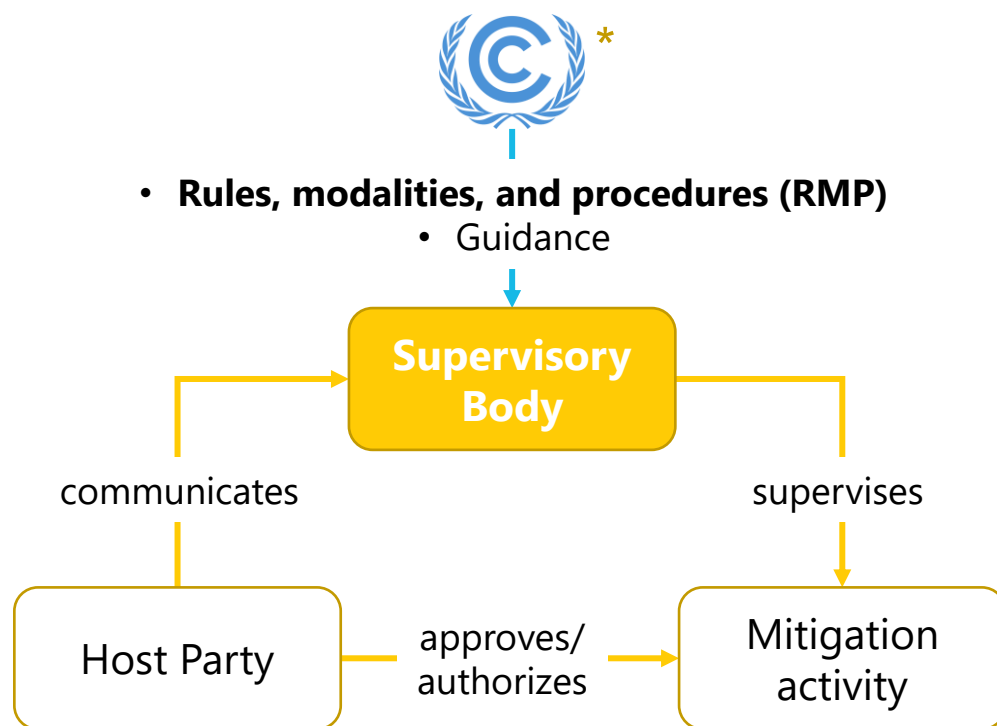 *
• Rules, modalities, and procedures (RMP)
• Guidance
Supervisory
Body
communicates
supervises
Host Party
approves/
authorizes
Mitigation
activity